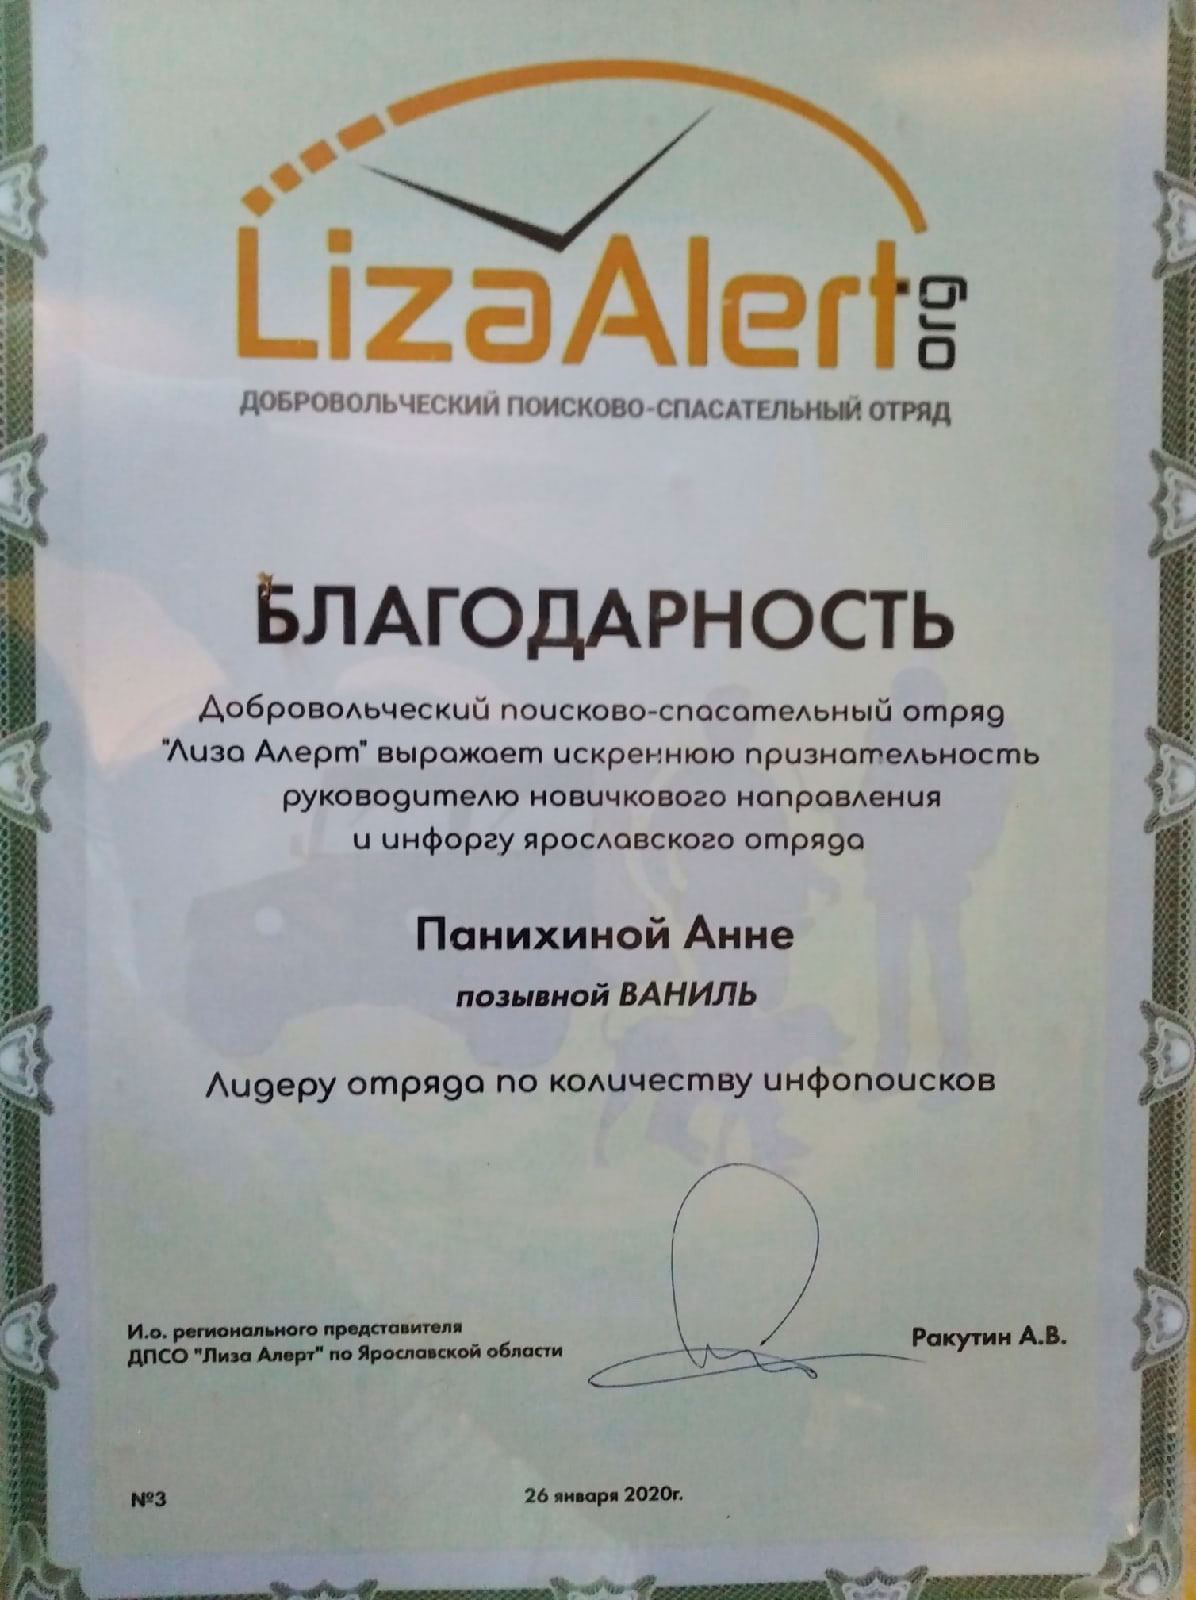 LizaAlert org
ДОБРОВОЛЬЧЕСКИЙ ПОИСКОВО-СПАСАТЕЛЬНЫЙ ОТРЯД
БЛАГОДАРНОСТЬ
Добровольческий поисково-спасательный отряд
"Лиза Алерт" выражает искреннюю признательность
руководителю новичкового направления
и инфоргу ярославского отряда
Панихиной Анне
позывной ВАНИЛЬ
Лидеру отряда по количеству инфопоисков
И.о. регионального представителя
ДПСО "Лиза Алерт" по Ярославской области
Ракутин А.В.
№3
26 января 2020г.